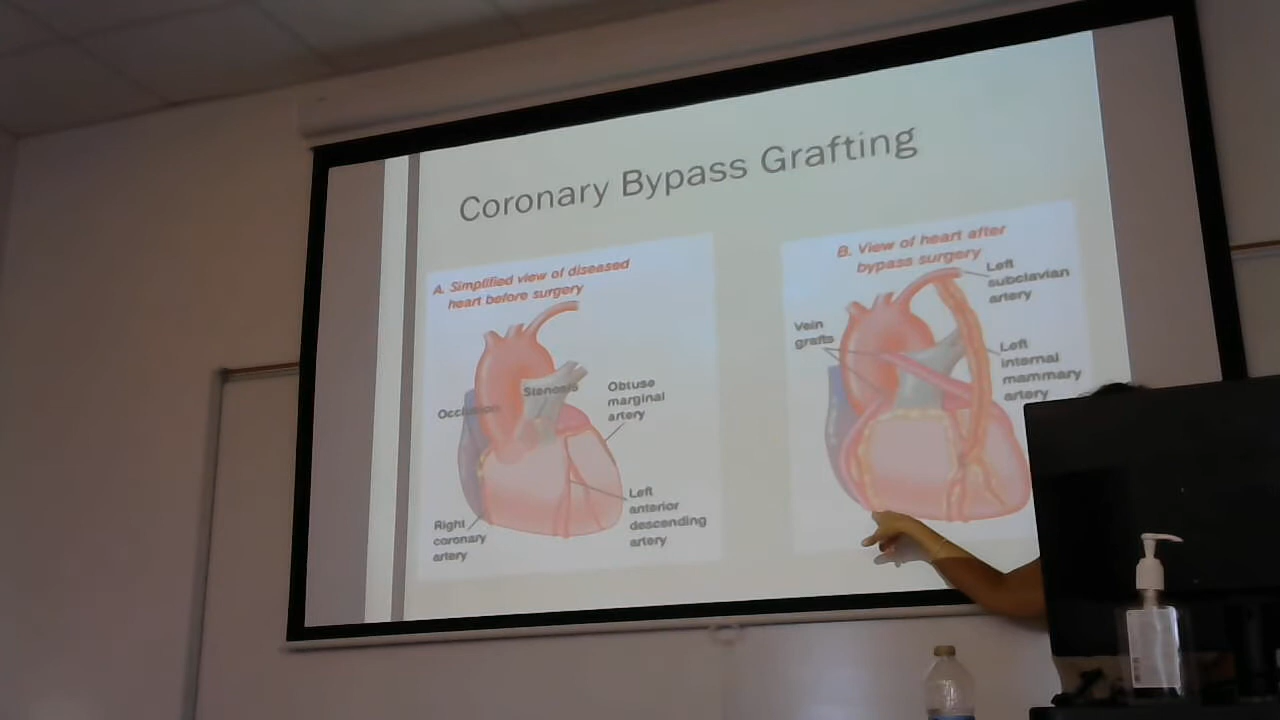 Coronary Bypass Grafting
A. Simplified view of diseased
heart before surgery
Stenosis
Occlusion
Obtuse
marginal
artery
Left
anterior
descending
artery
Right
coronary
artery
B. View of heart after
bypass surgery
Left
subclavian
artery
Vein
grafts
Left
internal
mammary
artery